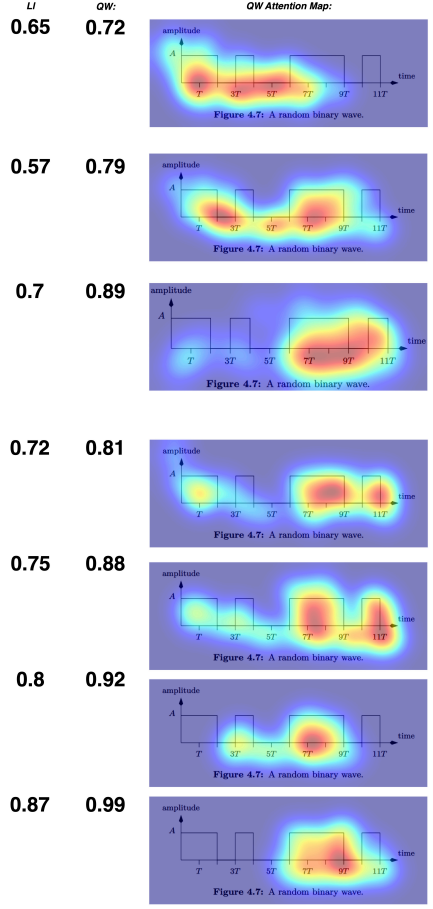 LI QW: QW Attention Map:
0.65 0.72
amplitude
A
T 3T 5T 7T 9T 11T time
Figure 4.7: A random binary wave.
0.57 0.79
amplitude
A
T 3T 5T 7T 9T 11T time
Figure 4.7: A random binary wave.
0.7 0.89
amplitude
A
T 3T 5T 7T 9T 11T time
Figure 4.7: A random binary wave.
0.72 0.81
amplitude
A
T 3T 5T 7T 9T 11T time
Figure 4.7: A random binary wave.
0.75 0.88
amplitude
A
T 3T 5T 7T 9T 11T time
Figure 4.7: A random binary wave.
0.8 0.92
amplitude
A
T 3T 5T 7T 9T 11T time
Figure 4.7: A random binary wave.
0.87 0.99
amplitude
A
T 3T 5T 7T 9T 11T time
Figure 4.7: A random binary wave.